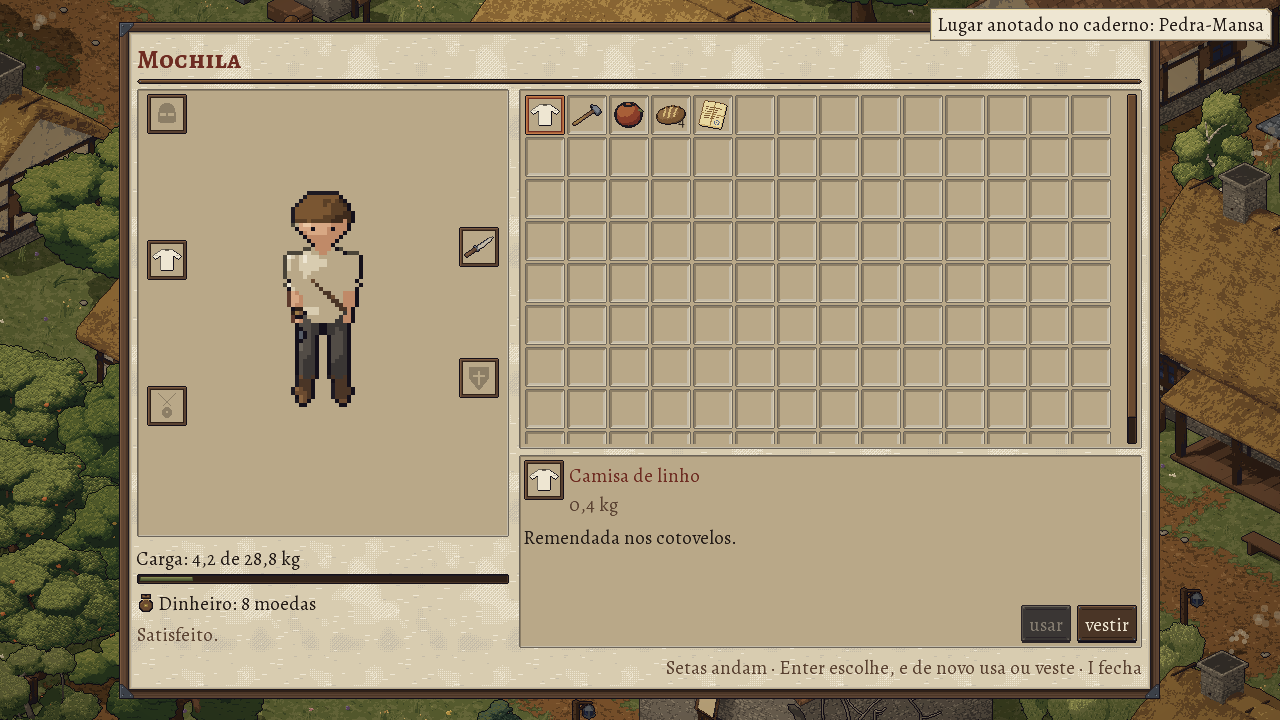 Lugar anotado no caderno: Pedra-Mansa
Mochila
4
Camisa de linho
0,4 kg
Remendada nos cotovelos.
Carga: 4,2 de 28,8 kg
Dinheiro: 8 moedas
Satisfeito.
usar
vestir
Setas andam · Enter escolhe, e de novo usa ou veste · I fecha